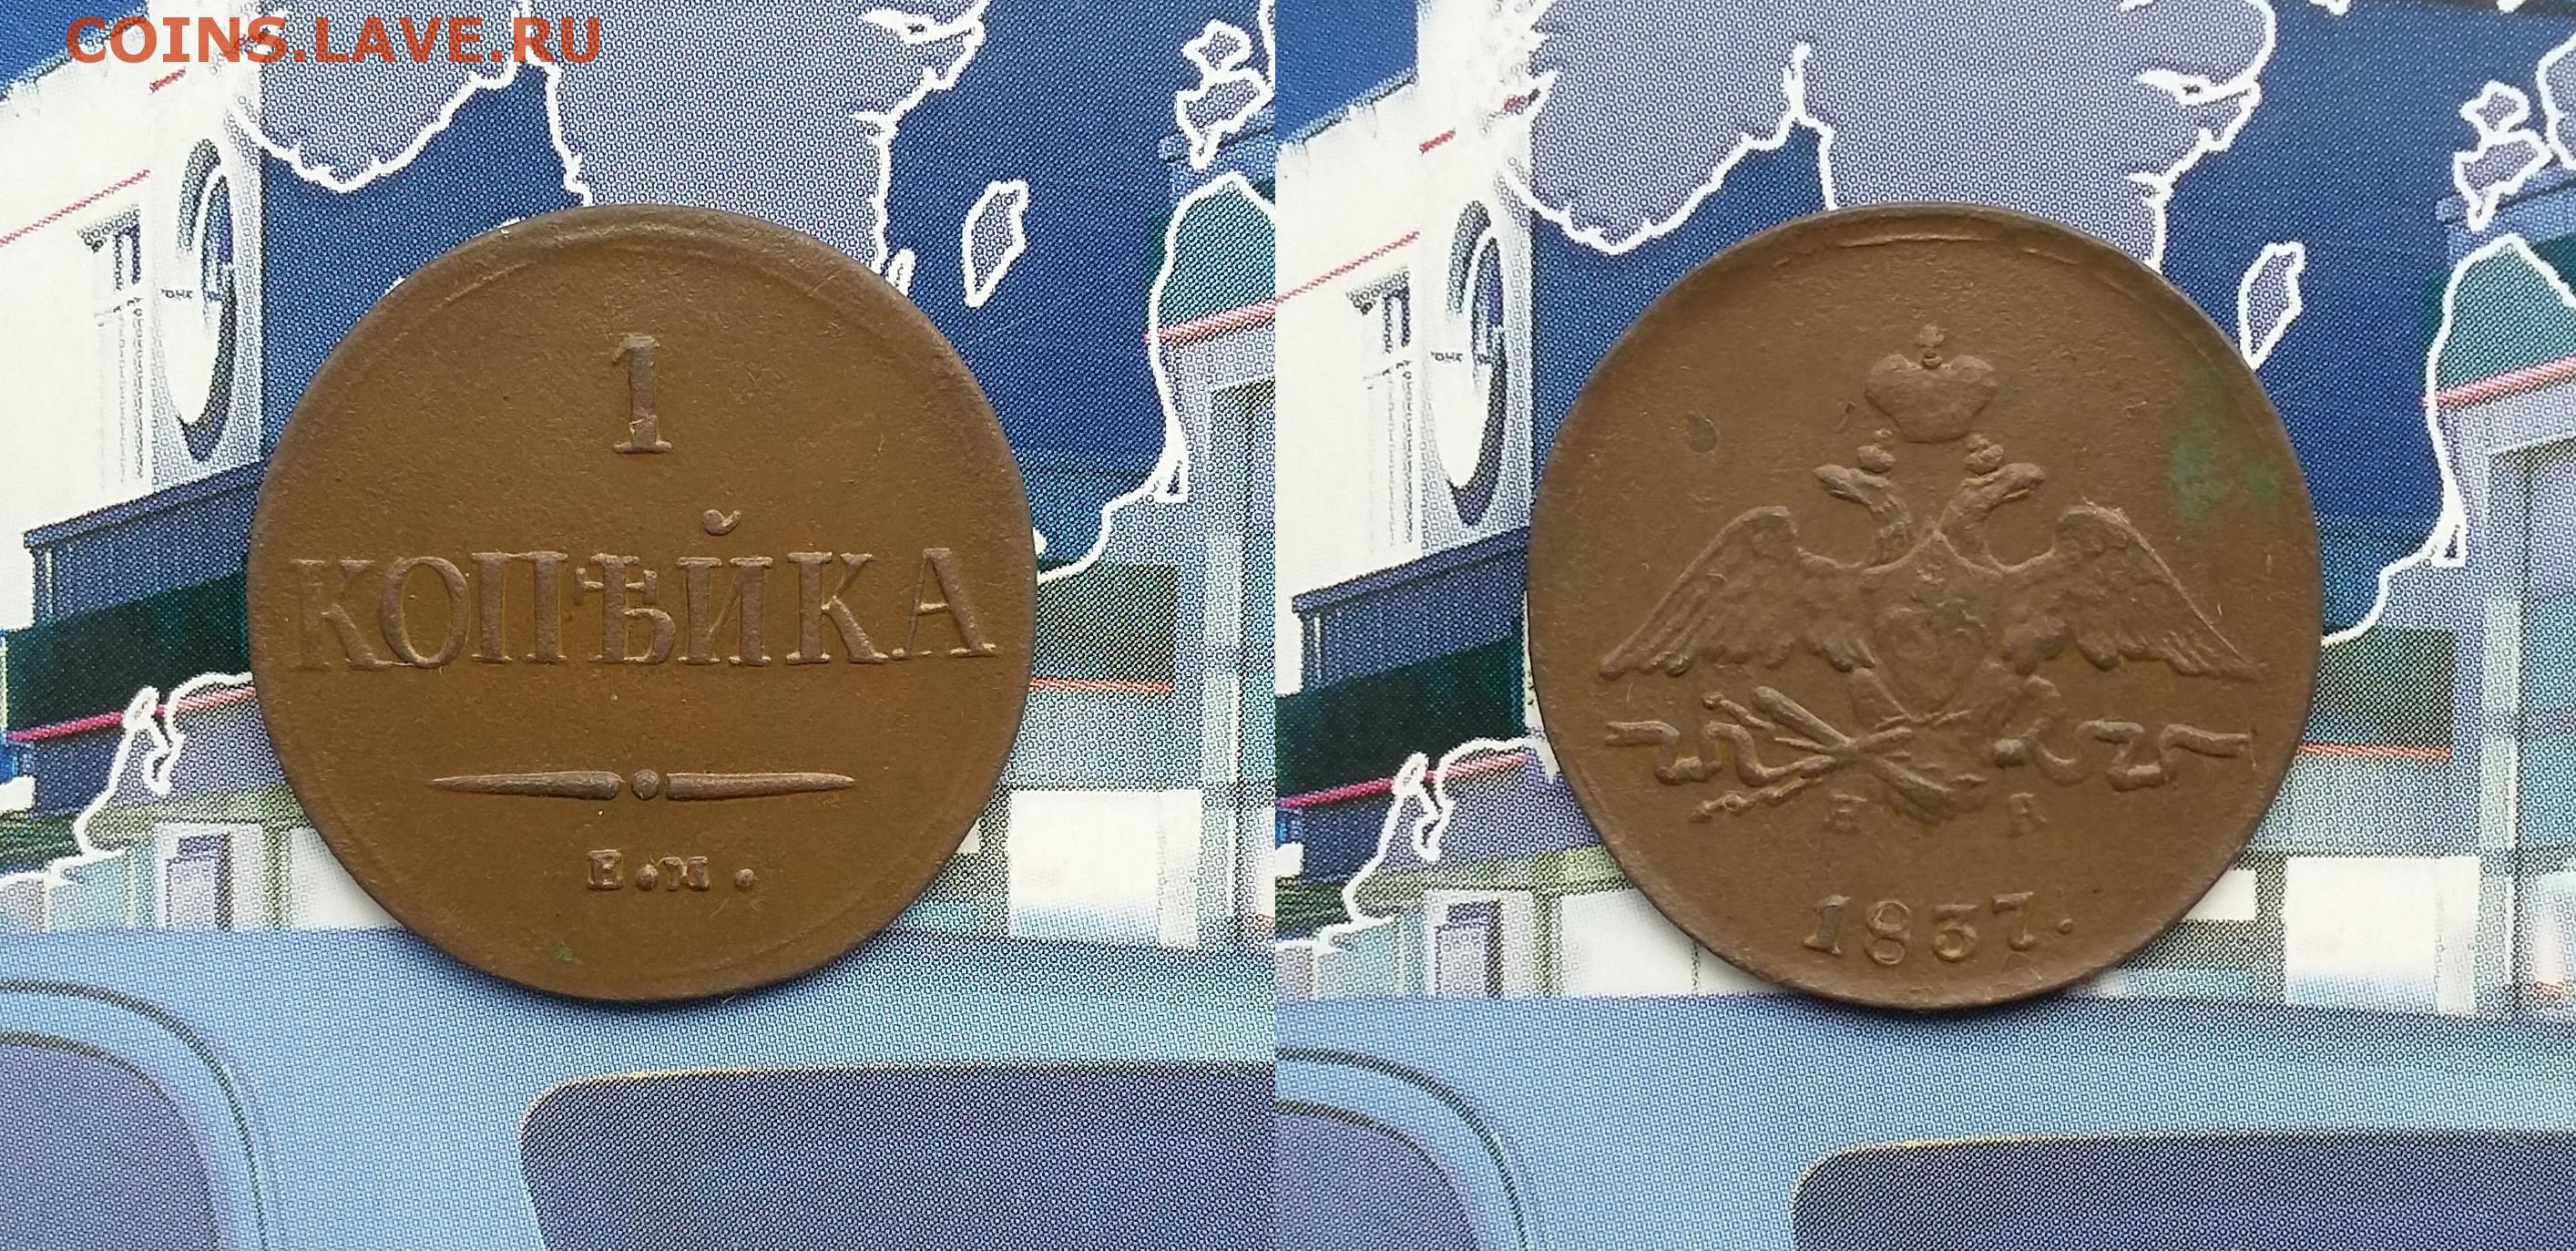 COINS.LAVE.RU
1
КОПѢЙКА
Е.М.
Н А
1837.